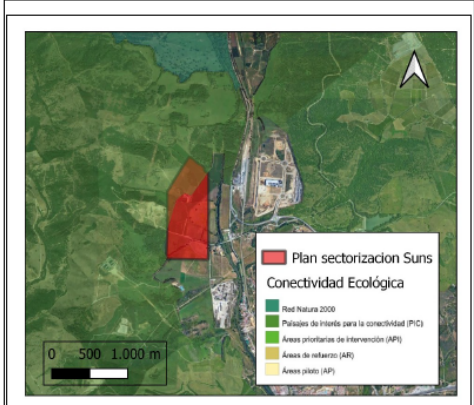 Plan sectorizacion Suns
Conectividad Ecológica
Red Natura 2000
Paisajes de interés para la conectividad (PIC)
Áreas prioritarias de intervención (API)
Áreas de refuerzo (AR)
Áreas piloto (AP)
0 500 1.000 m